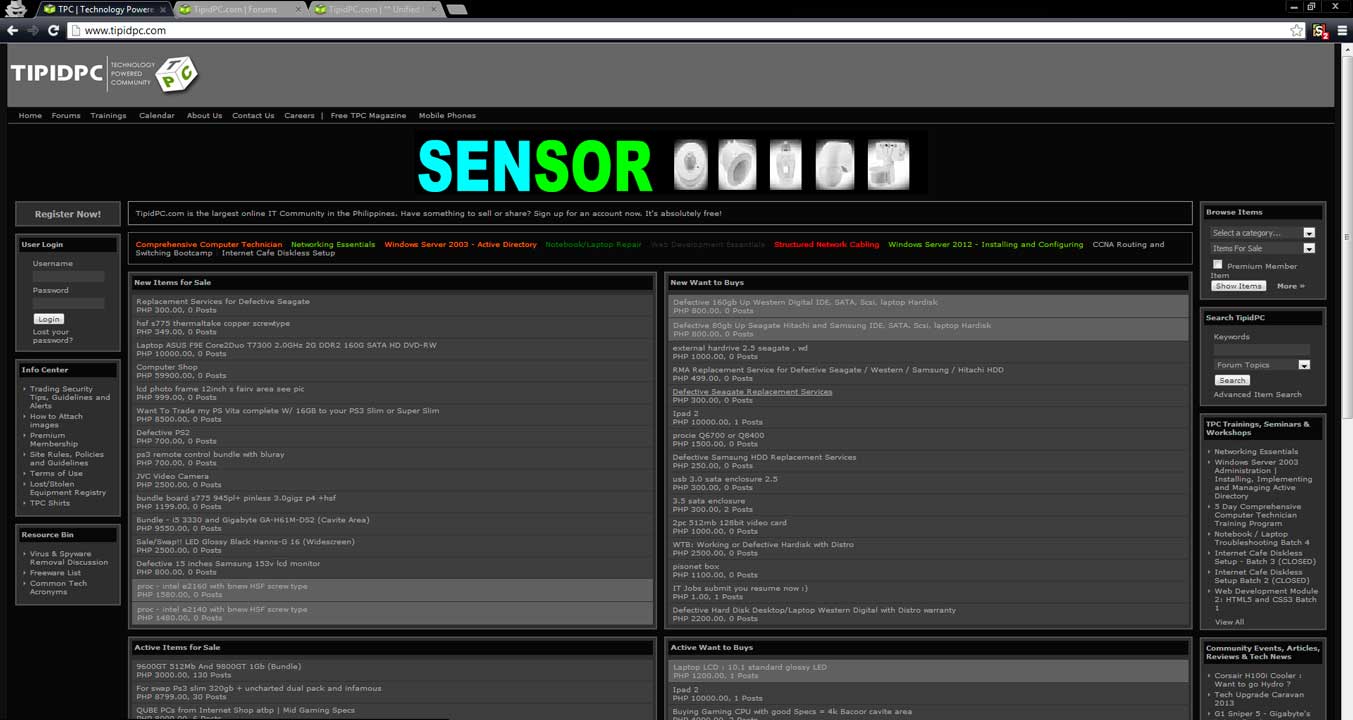 TPC | Technology Powere
TipidPC.com | Forums
TipidPC.com | ** Unified
www.tipidpc.com
TIPIDPC
TECHNOLOGY
POWERED
COMMUNITY
T P C
Home Forums Trainings Calendar About Us Contact Us Careers | Free TPC Magazine Mobile Phones
SENSOR
Register Now!
User Login
Username
Password
Login
Lost your
password?
Info Center
Trading Security
Tips, Guidelines and
Alerts
How to Attach
images
Premium
Membership
Site Rules, Policies
and Guidelines
Terms of Use
Lost/Stolen
Equipment Registry
TPC Shirts
Resource Bin
Virus & Spyware
Removal Discussion
Freeware List
Common Tech
Acronyms
TipidPC.com is the largest online IT Community in the Philippines. Have something to sell or share? Sign up for an account now. It's absolutely free!
Comprehensive Computer Technician Networking Essentials Windows Server 2003 - Active Directory Notebook/Laptop Repair Web Development Essentials Structured Network Cabling Windows Server 2012 - Installing and Configuring CCNA Routing and
Switching Bootcamp Internet Cafe Diskless Setup
New Items for Sale
Replacement Services for Defective Seagate
PHP 300.00, 0 Posts
hsf s775 thermaltake copper screwtype
PHP 349.00, 0 Posts
Laptop ASUS F9E Core2Duo T7300 2.0GHz 2G DDR2 160G SATA HD DVD-RW
PHP 10000.00, 0 Posts
Computer Shop
PHP 59900.00, 0 Posts
lcd photo frame 12inch s fairv area see pic
PHP 999.00, 0 Posts
Want To Trade my PS Vita complete W/ 16GB to your PS3 Slim or Super Slim
PHP 8500.00, 0 Posts
Defective PS2
PHP 700.00, 0 Posts
ps3 remote control bundle with bluray
PHP 700.00, 0 Posts
JVC Video Camera
PHP 2500.00, 0 Posts
bundle board s775 945pl+ pinless 3.0gigz p4 +hsf
PHP 1199.00, 0 Posts
Bundle - i5 3330 and Gigabyte GA-H61M-DS2 (Cavite Area)
PHP 9550.00, 0 Posts
Sale/Swap!! LED Glossy Black Hanns-G 16 (Widescreen)
PHP 2500.00, 0 Posts
Defective 15 inches Samsung 153v lcd monitor
PHP 800.00, 0 Posts
proc - intel e2160 with bnew HSF screw type
PHP 1580.00, 0 Posts
proc - intel e2140 with bnew HSF screw type
PHP 1480.00, 0 Posts
New Want to Buys
Defective 160gb Up Western Digital IDE, SATA, Scsi, laptop Hardisk
PHP 800.00, 0 Posts
Defective 80gb Up Seagate Hitachi and Samsung IDE, SATA, Scsi, laptop Hardisk
PHP 800.00, 0 Posts
external hardrive 2.5 seagate . wd
PHP 1000.00, 0 Posts
RMA Replacement Service for Defective Seagate / Western / Samsung / Hitachi HDD
PHP 499.00, 0 Posts
Defective Seagate Replacement Services
PHP 300.00, 0 Posts
Ipad 2
PHP 10000.00, 1 Posts
procie Q6700 or Q8400
PHP 1500.00, 0 Posts
Defective Samsung HDD Replacement Services
PHP 250.00, 0 Posts
usb 3.0 sata enclosure 2.5
PHP 300.00, 0 Posts
3.5 sata enclosure
PHP 300.00, 2 Posts
2pc 512mb 128bit video card
PHP 1000.00, 0 Posts
WTB: Working or Defective Hardisk with Distro
PHP 2500.00, 0 Posts
pisonet box
PHP 1100.00, 0 Posts
IT Jobs submit you resume now :)
PHP 1.00, 1 Posts
Defective Hard Disk Desktop/Laptop Western Digital with Distro warranty
PHP 2200.00, 0 Posts
Active Items for Sale
9600GT 512Mb And 9800GT 1Gb (Bundle)
PHP 3000.00, 130 Posts
For swap Ps3 slim 320gb + uncharted dual pack and infamous
PHP 8799.00, 30 Posts
QUBE PCs from Internet Shop atbp | Mid Gaming Specs
PHP 8000.00, 6 Posts
Active Want to Buys
Laptop LCD : 10.1 standard glossy LED
PHP 1200.00, 1 Posts
Ipad 2
PHP 10000.00, 1 Posts
Buying Gaming CPU with good Specs = 4k Bacoor cavite area
Browse Items
Select a category...
Items For Sale
Premium Member
Item
Show Items More »
Search TipidPC
Keywords
Forum Topics
Search
Advanced Item Search
TPC Trainings, Seminars &
Workshops
Networking Essentials
Windows Server 2003
Administration |
Installing, Implementing
and Managing Active
Directory
5 Day Comprehensive
Computer Technician
Training Program
Notebook / Laptop
Troubleshooting Batch 4
Internet Cafe Diskless
Setup - Batch 3 (CLOSED)
Internet Cafe Diskless
Setup Batch 2 (CLOSED)
Web Development Module
2: HTML5 and CSS3 Batch
1
View All
Community Events, Articles,
Reviews & Tech News
Corsair H100i Cooler :
Want to go Hydro ?
Tech Upgrade Caravan
2013
G1 Sniper 5 - Gigabyte's